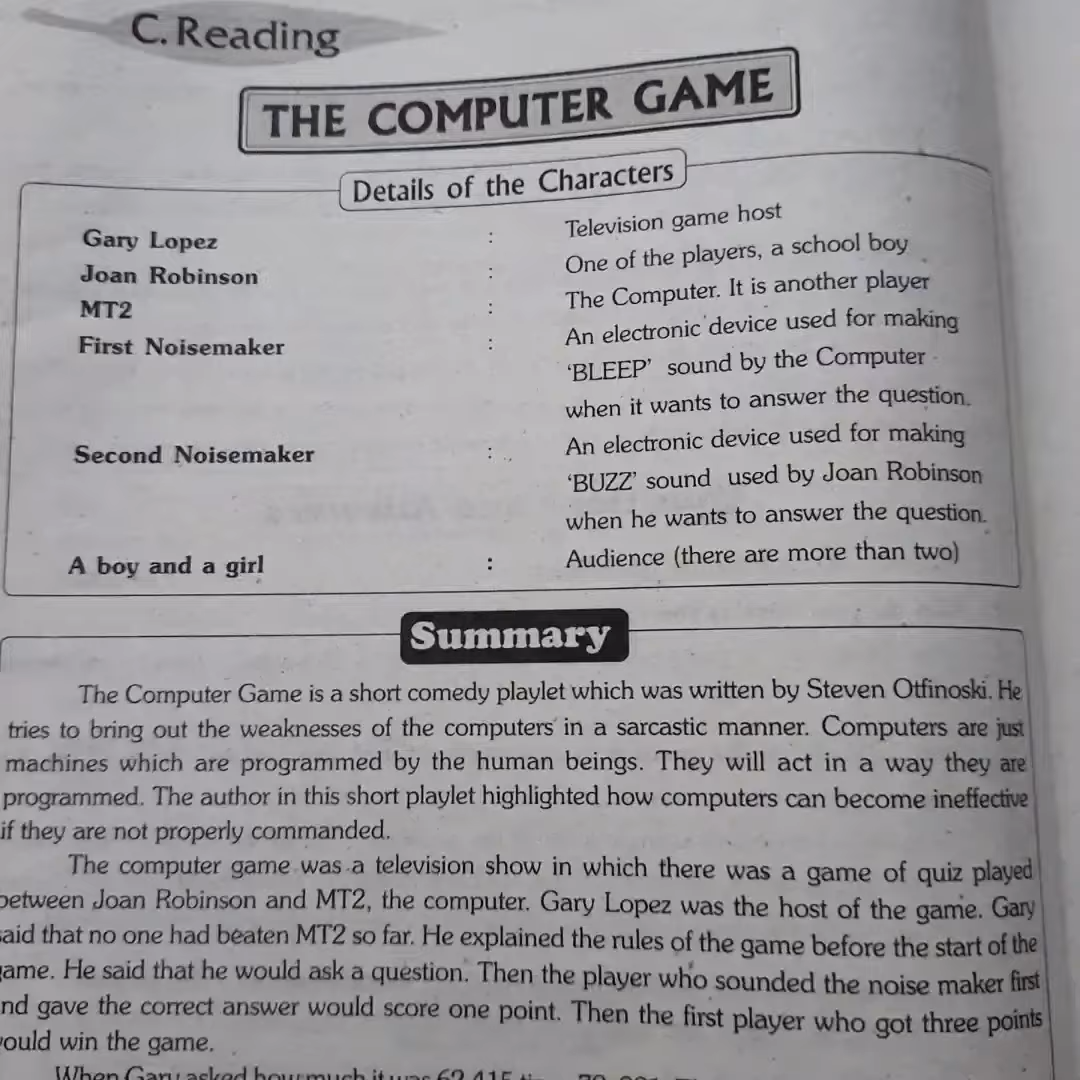 C. Reading
THE COMPUTER GAME
Details of the Characters
Gary Lopez : Television game host
Joan Robinson : One of the players, a school boy
MT2 : The Computer. It is another player
First Noisemaker : An electronic device used for making
‘BLEEP’ sound by the Computer
when it wants to answer the question.
Second Noisemaker : An electronic device used for making
‘BUZZ’ sound used by Joan Robinson
when he wants to answer the question.
A boy and a girl : Audience (there are more than two)
Summary
The Computer Game is a short comedy playlet which was written by Steven Otfinoski. He
tries to bring out the weaknesses of the computers in a sarcastic manner. Computers are just
machines which are programmed by the human beings. They will act in a way they are
programmed. The author in this short playlet highlighted how computers can become ineffective
if they are not properly commanded.
The computer game was a television show in which there was a game of quiz played
between Joan Robinson and MT2, the computer. Gary Lopez was the host of the game. Gary
said that no one had beaten MT2 so far. He explained the rules of the game before the start of the
game. He said that he would ask a question. Then the player who sounded the noise maker first
and gave the correct answer would score one point. Then the first player who got three points
would win the game.
When Gary asked how much it was 62,415